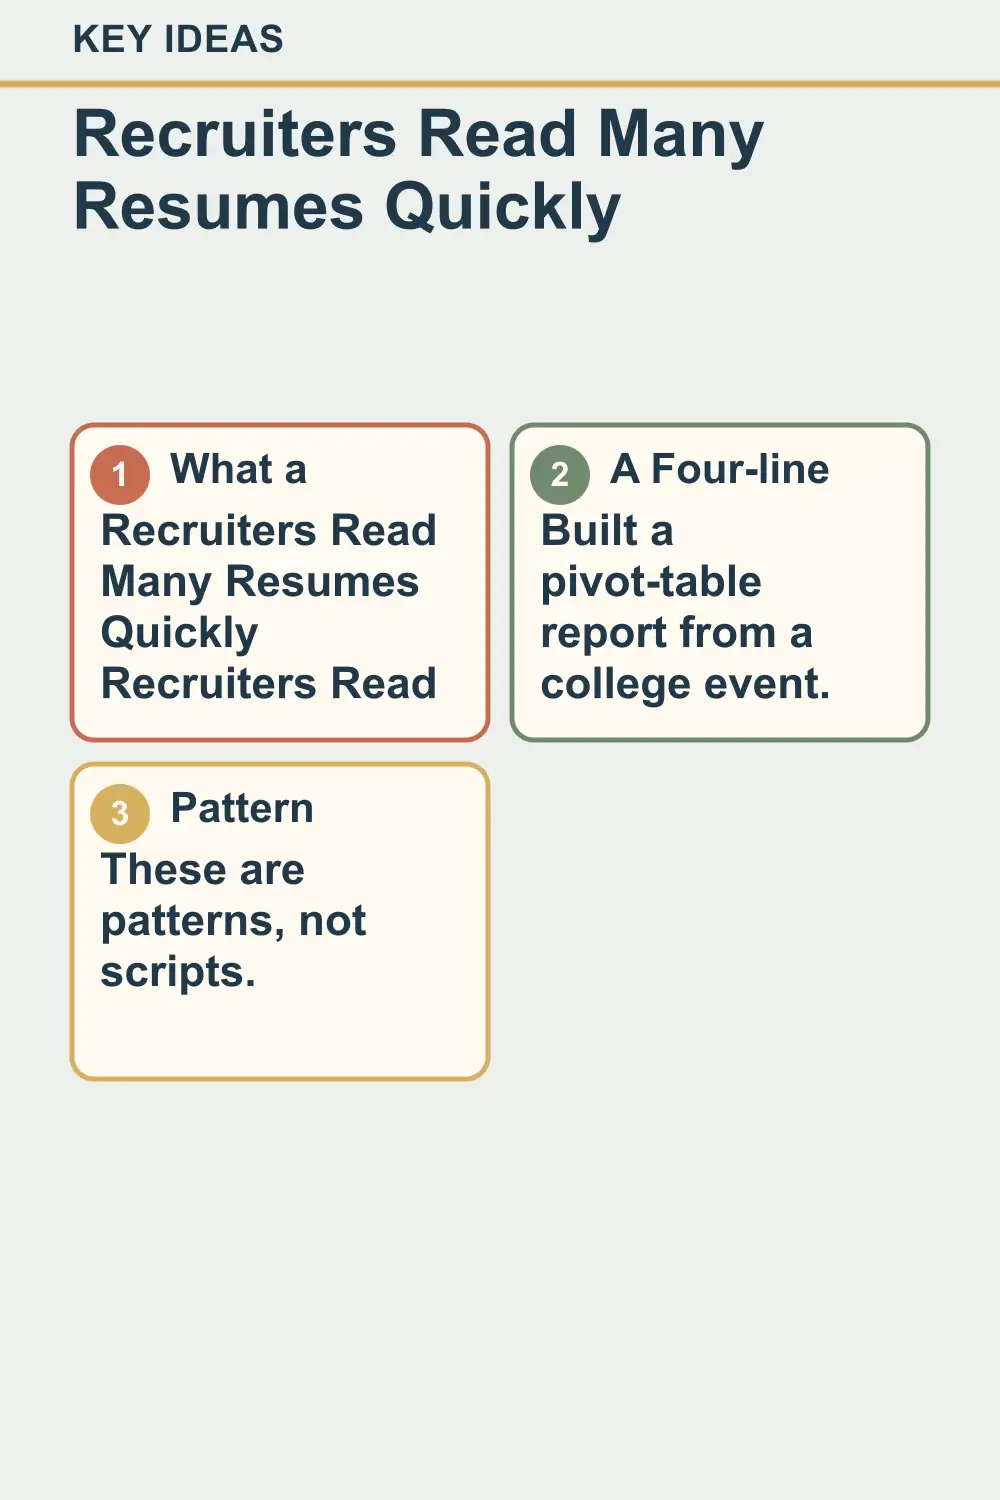 KEY IDEAS
Recruiters Read Many
Resumes Quickly
1 What a
Recruiters Read
Many Resumes
Quickly
Recruiters Read
2 A Four-line
Built a
pivot-table
report from a
college event.
3 Pattern
These are
patterns, not
scripts.